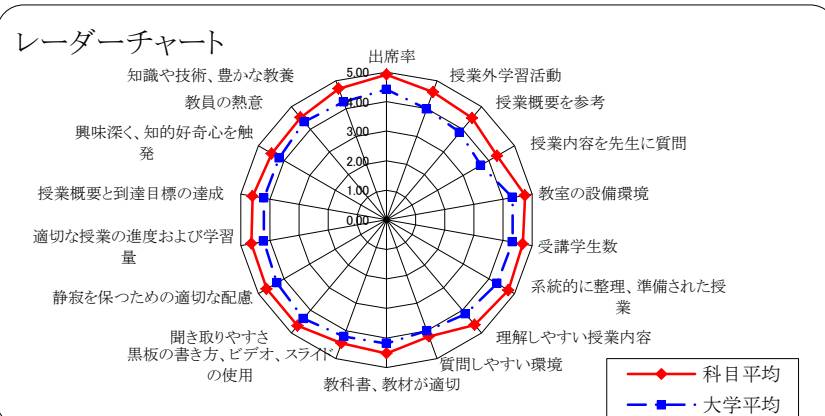 レーダーチャート
出席率
授業外学習活動
授業概要を参考
授業内容を先生に質問
教室の設備環境
受講学生数
系統的に整理、準備された授
業
理解しやすい授業内容
質問しやすい環境
教科書、教材が適切
黒板の書き方、ビデオ、スライド
の使用
聞き取りやすさ
静寂を保つための適切な配慮
適切な授業の進度および学習
量
授業概要と到達目標の達成
興味深く、知的好奇心を触
発
教員の熱意
知識や技術、豊かな教養
5.00
4.00
3.00
2.00
1.00
0.00
科目平均
大学平均